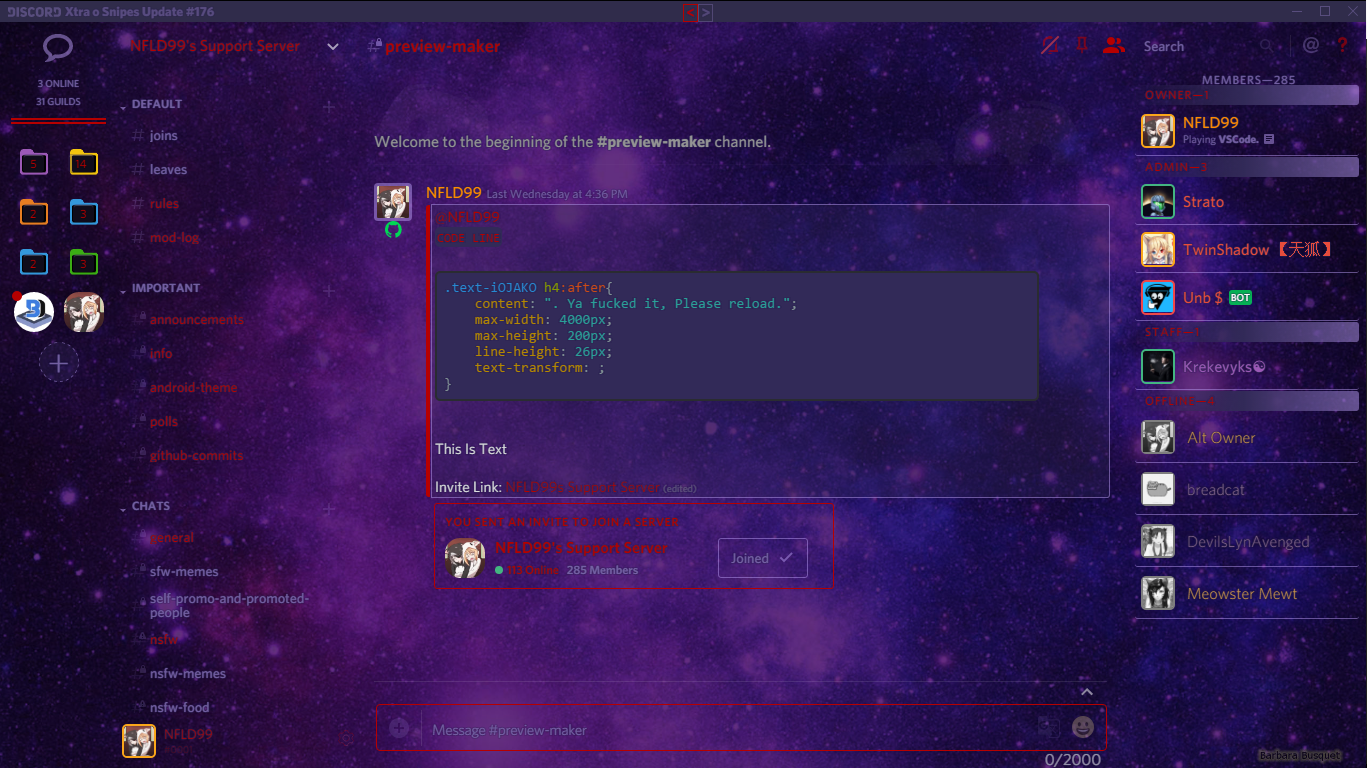 DISCORD Xtra o Snipes Update #176
< >
3 ONLINE
31 GUILDS
5
14
2
3
2
3
NFLD99's Support Server
DEFAULT
joins
leaves
rules
mod-log
IMPORTANT
announcements
info
android-theme
polls
github-commits
CHATS
general
sfw-memes
self-promo-and-promoted-
people
nsfw
nsfw-memes
nsfw-food
NFLD99
# preview-maker
Search
@ ?
Welcome to the beginning of the #preview-maker channel.
NFLD99 Last Wednesday at 4:36 PM
@NFLD99
.text-iOJAKO h4:after{
content: ". Ya fucked it, Please reload.";
max-width: 4000px;
max-height: 200px;
line-height: 26px;
text-transform: ;
}
This Is Text
Invite Link: NFLD99's Support Server (edited)
YOU SENT AN INVITE TO JOIN A SERVER
NFLD99's Support Server
113 Online 285 Members
Joined
Message #preview-maker
0/2000
MEMBERS—285
OWNER—1
NFLD99
Playing VSCode.
ADMIN—3
Strato
TwinShadow 【天狐】
Unb $ BOT
STAFF—1
Krekevyks☯
Alt Owner
breadcat
DevilsLynAvenged
Meowster Mewt
Barbara Busquet